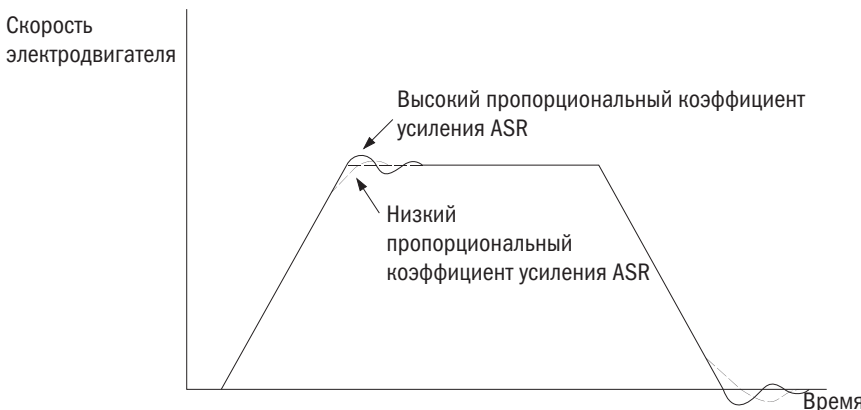 Скорость
электродвигателя
Высокий пропорциональный коэффициент
усиления ASR
Низкий
пропорциональный
коэффициент усиления ASR
Время